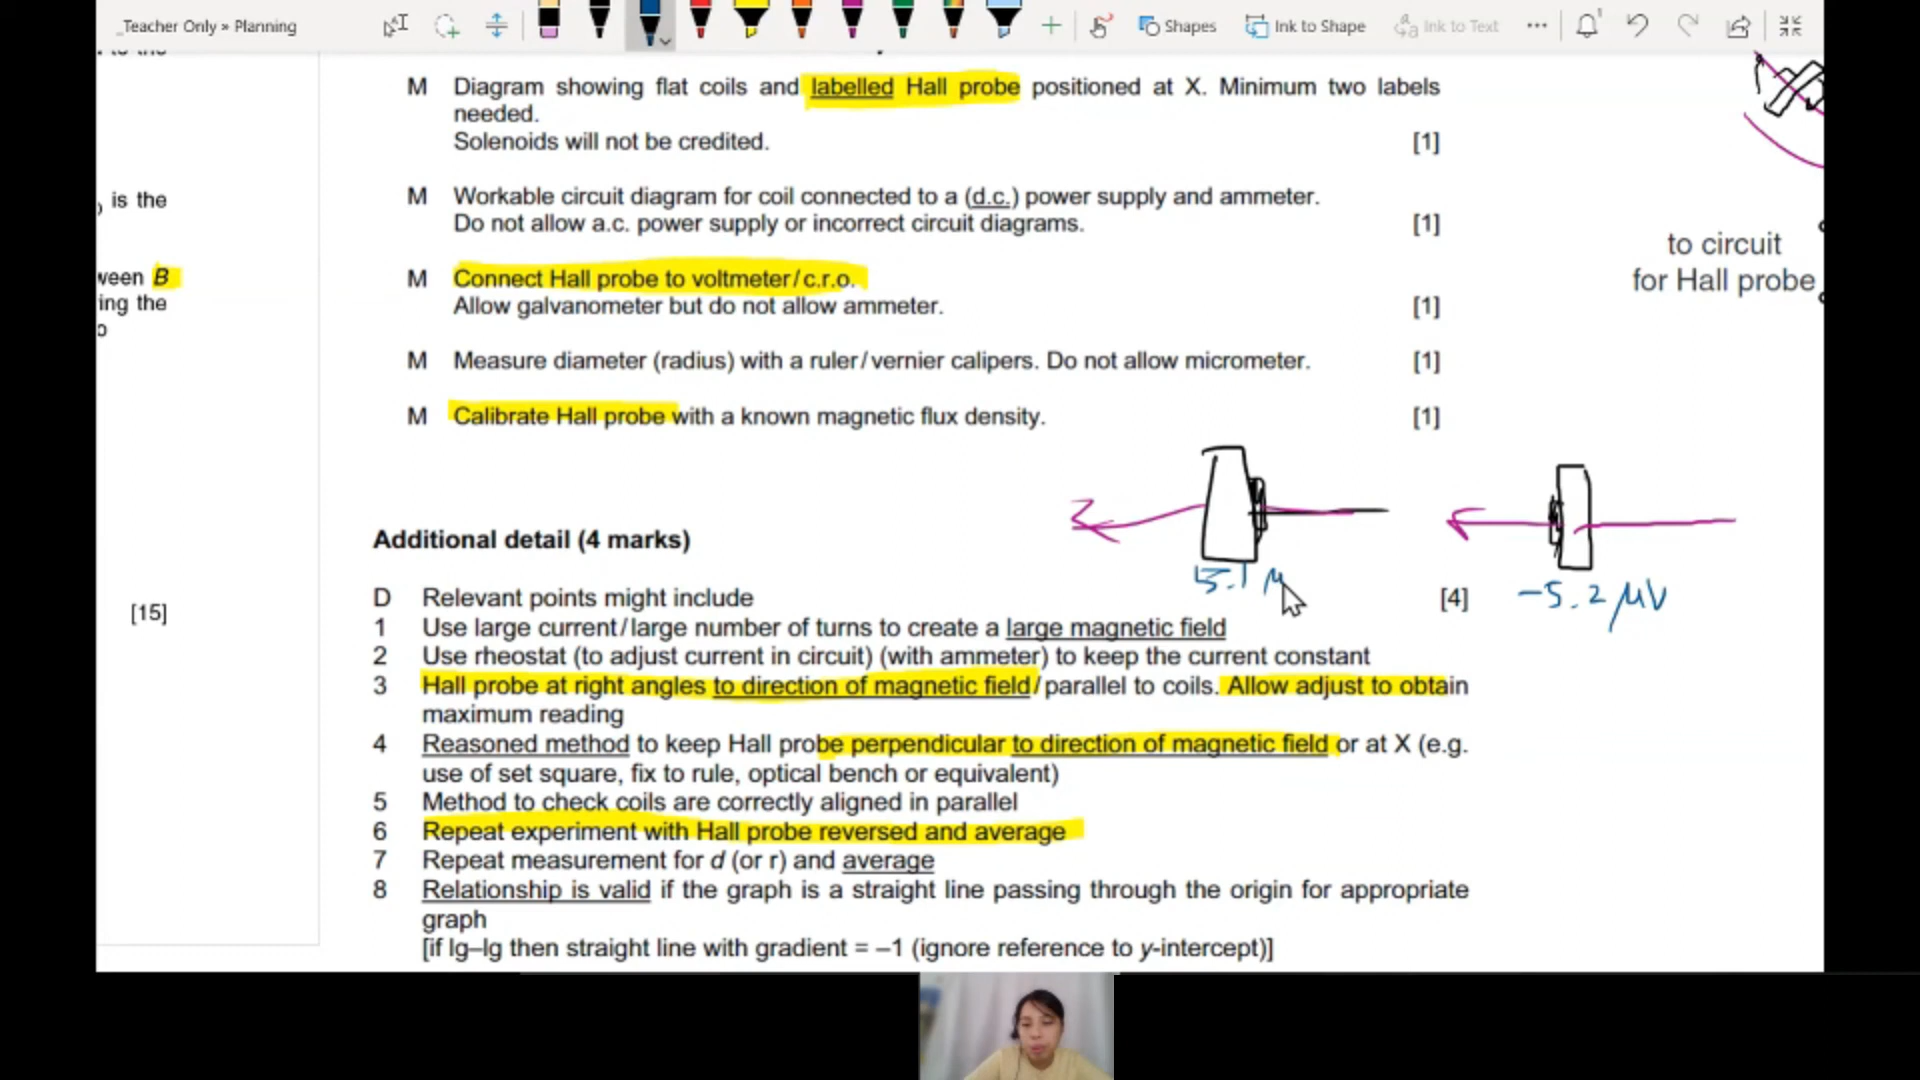 _Teacher Only » Planning
Shapes
Ink to Shape
Ink to Text
is the
ween B
ing the
[15]
M Diagram showing flat coils and labelled Hall probe positioned at X. Minimum two labels
needed.
Solenoids will not be credited. [1]
M Workable circuit diagram for coil connected to a (d.c.) power supply and ammeter.
Do not allow a.c. power supply or incorrect circuit diagrams. [1]
M Connect Hall probe to voltmeter/c.r.o.
Allow galvanometer but do not allow ammeter. [1]
M Measure diameter (radius) with a ruler/vernier calipers. Do not allow micrometer. [1]
M Calibrate Hall probe with a known magnetic flux density. [1]
to circuit
for Hall probe
5.1 μ
-5.2 μV
Additional detail (4 marks)
D Relevant points might include [4]
1 Use large current/large number of turns to create a large magnetic field
2 Use rheostat (to adjust current in circuit) (with ammeter) to keep the current constant
3 Hall probe at right angles to direction of magnetic field/parallel to coils. Allow adjust to obtain
maximum reading
4 Reasoned method to keep Hall probe perpendicular to direction of magnetic field or at X (e.g.
use of set square, fix to rule, optical bench or equivalent)
5 Method to check coils are correctly aligned in parallel
6 Repeat experiment with Hall probe reversed and average
7 Repeat measurement for d (or r) and average
8 Relationship is valid if the graph is a straight line passing through the origin for appropriate
graph
[if lg–lg then straight line with gradient = –1 (ignore reference to y-intercept)]